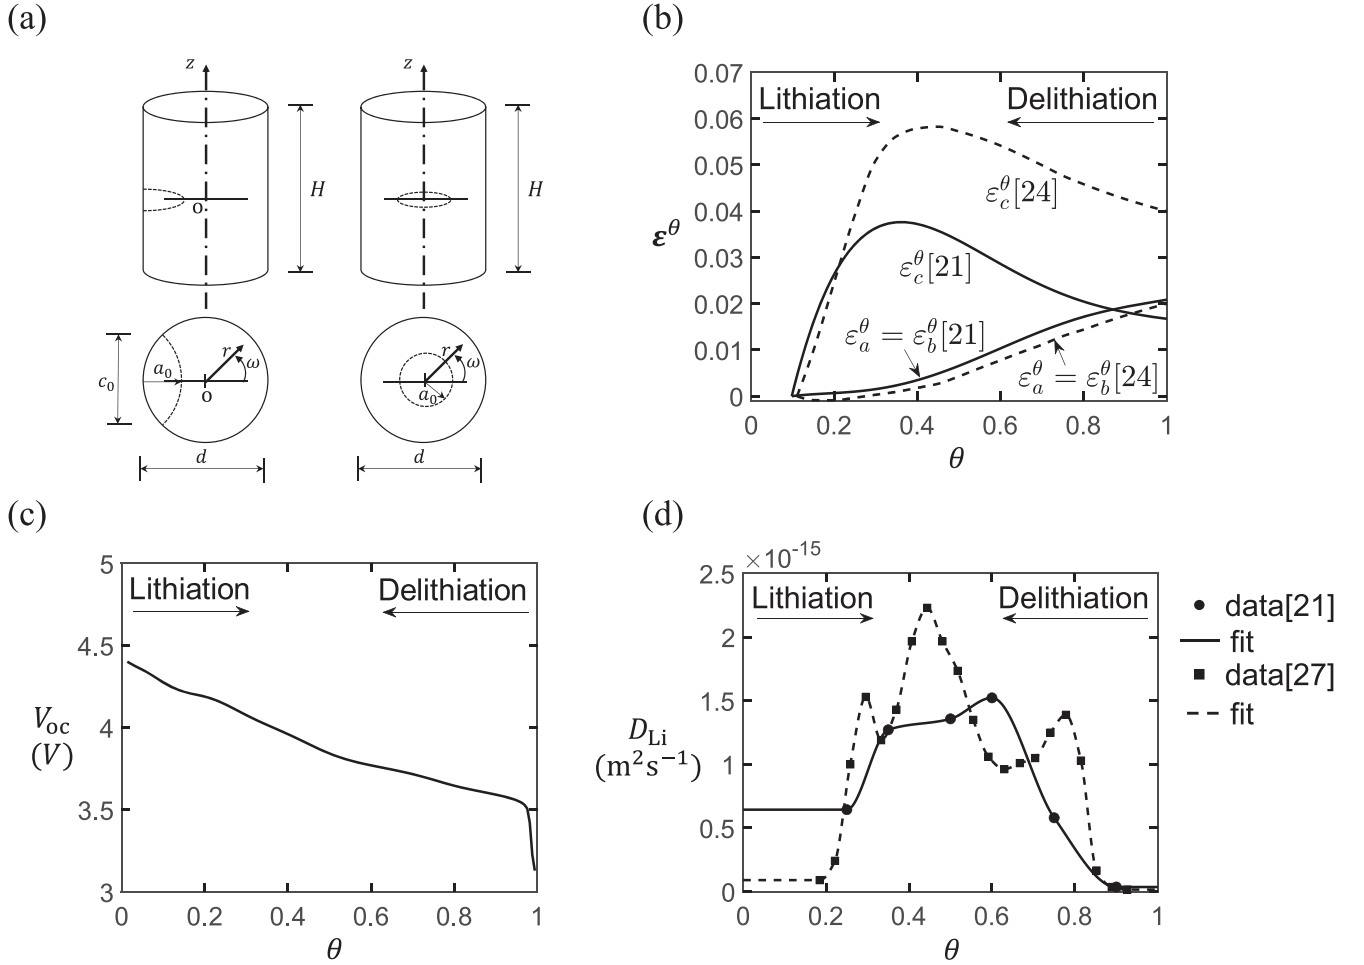 (a)
z
H
o
z
H
c₀
a₀
r
ω
o
d
r
ω
a₀
d
(b)
0.07
0.06
0.05
0.04
0.03
0.02
0.01
0
Lithiation
Delithiation
ε_c^θ[24]
ε_c^θ[21]
ε_a^θ = ε_b^θ[21]
ε_a^θ = ε_b^θ[24]
ε^θ
0 0.2 0.4 0.6 0.8 1
θ
(c)
5
4.5
4
3.5
3
Lithiation
Delithiation
V_oc
(V)
0 0.2 0.4 0.6 0.8 1
θ
(d)
×10⁻¹⁵
2.5
2
1.5
1
0.5
0
Lithiation
Delithiation
D_Li
(m²s⁻¹)
0 0.2 0.4 0.6 0.8 1
θ
data[21]
fit
data[27]
fit